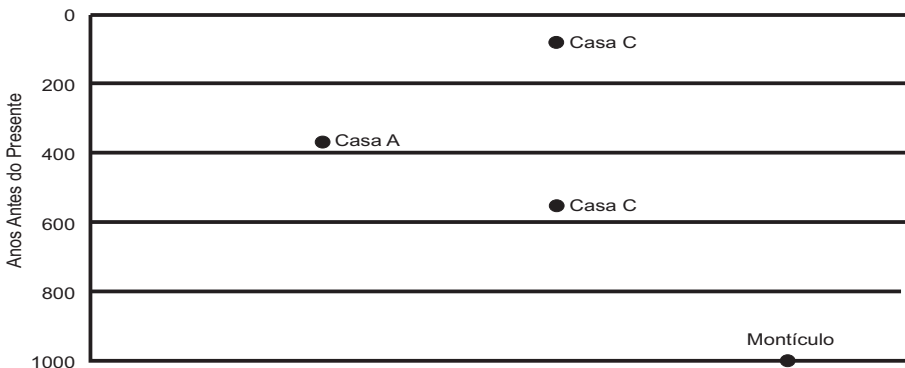 Anos Antes do Presente
0
Casa C
200
Casa A
400
Casa C
600
800
Montículo
1000